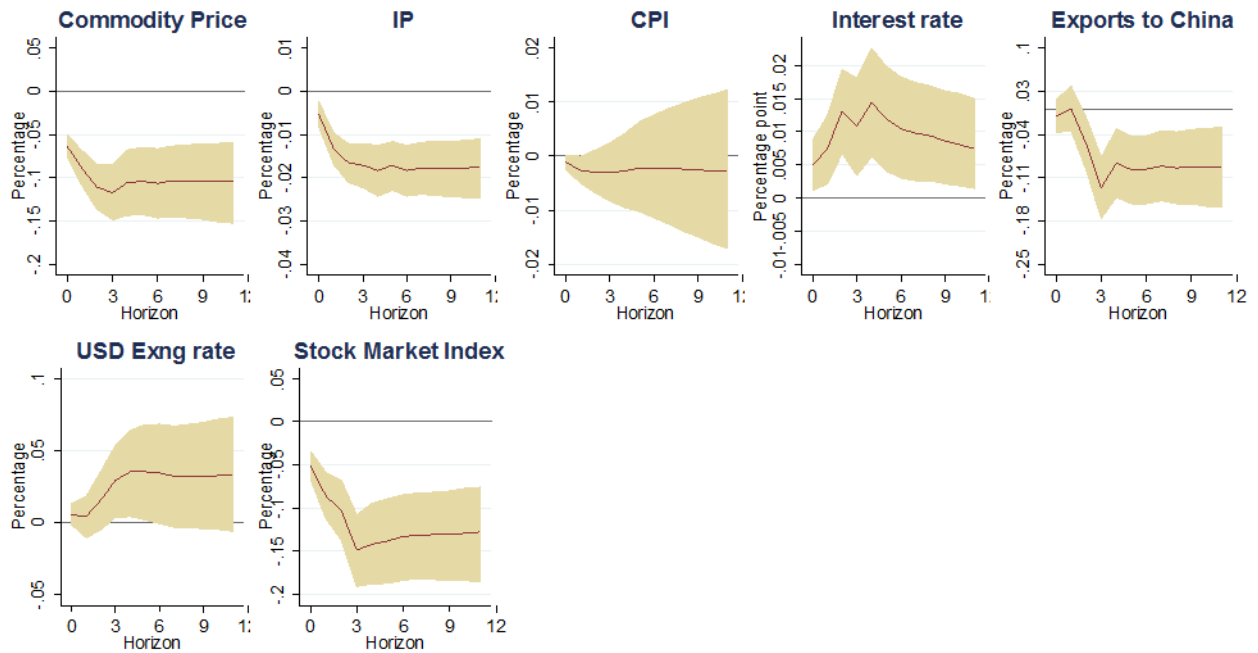 Commodity Price
Percentage
.05
0
-.05
-.1
-.15
-.2
0 3 6 9 12
Horizon
IP
Percentage
.01
0
-.01
-.02
-.03
-.04
0 3 6 9 12
Horizon
CPI
Percentage
.02
.01
0
-.01
-.02
0 3 6 9 12
Horizon
Interest rate
Percentage point
.02
.015
.01
.005
0
-.005
-.01
0 3 6 9 1
Horizon
Exports to China
Percentage
.1
.03
-.04
-.11
-.18
-.25
0 3 6 9 12
Horizon
USD Exng rate
Percentage
.1
.05
0
-.05
0 3 6 9 12
Horizon
Stock Market Index
Percentage
.05
0
-.05
-.1
-.15
-.2
0 3 6 9 12
Horizon